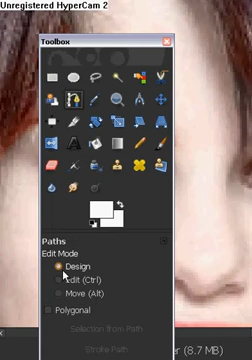 Unregistered HyperCam 2
Toolbox
Paths
Edit Mode
Design
Edit (Ctrl)
Move (Alt)
Polygonal
Selection from Path
Stroke Path
er (8.7 MB)